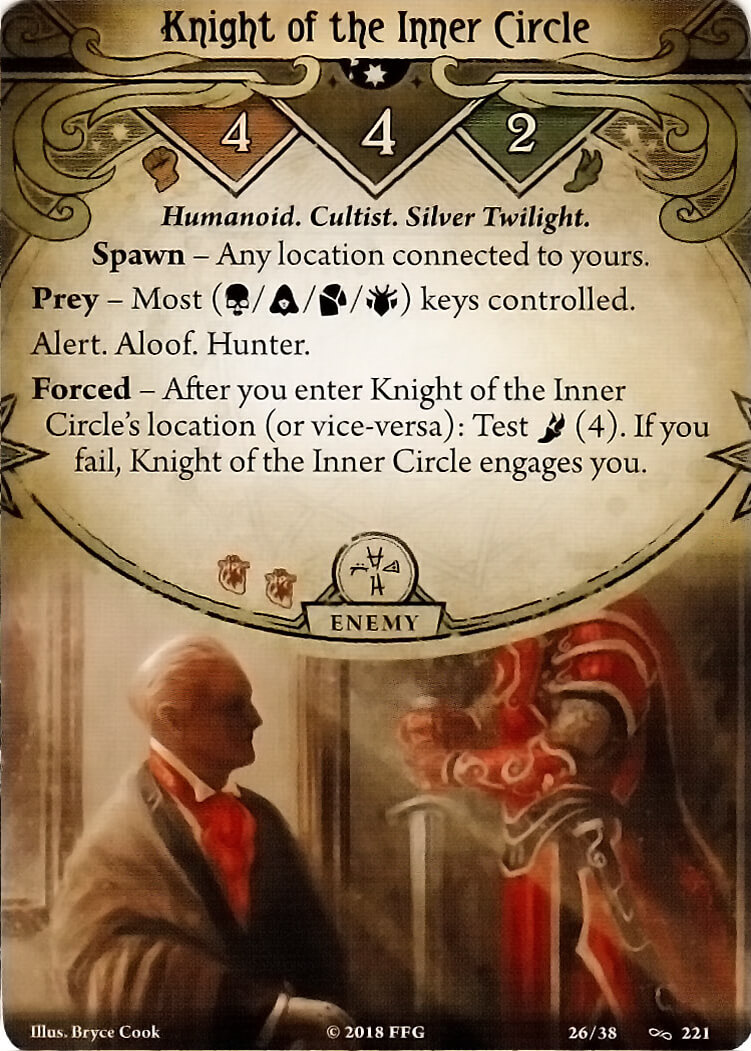 Knight of the Inner Circle
4 4 2
Humanoid. Cultist. Silver Twilight.
Spawn – Any location connected to yours.
Prey – Most ( / / / ) keys controlled.
Alert. Aloof. Hunter.
Forced – After you enter Knight of the Inner
Circle's location (or vice-versa): Test (4). If you
fail, Knight of the Inner Circle engages you.
ENEMY
Illus. Bryce Cook © 2018 FFG 26/38 221